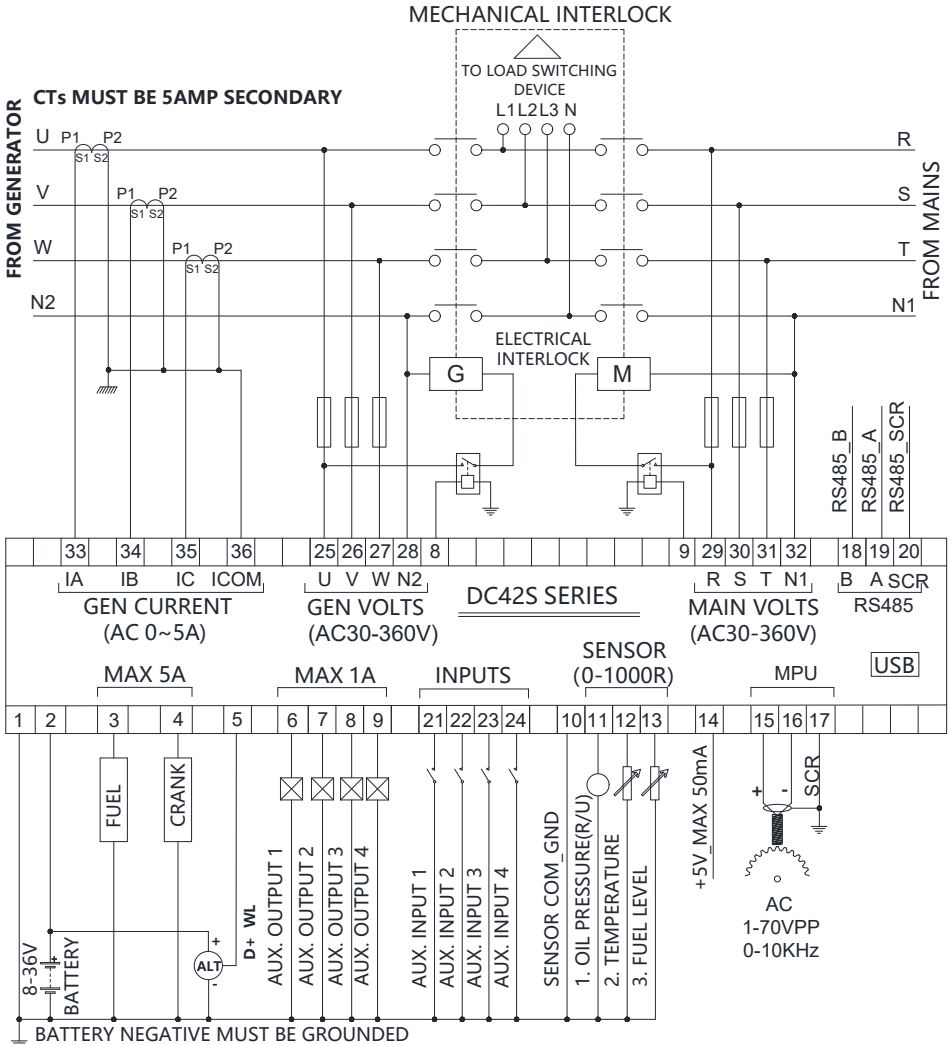 MECHANICAL INTERLOCK
TO LOAD SWITCHING
DEVICE
L1 L2 L3 N
CTs MUST BE 5AMP SECONDARY
FROM GENERATOR
U P1 P2
S1 S2
V P1 P2
S1 S2
W P1 P2
S1 S2
N2
R
S
T
N1
FROM MAINS
ELECTRICAL
INTERLOCK
G
M
RS485_B
RS485_A
RS485_SCR
33 34 35 36 25 26 27 28 8 9 29 30 31 32 18 19 20
IA IB IC ICOM
GEN CURRENT
(AC 0~5A)
U V W N2
GEN VOLTS
(AC30-360V)
DC42S SERIES
R S T N1
MAIN VOLTS
(AC30-360V)
B A SCR
RS485
USB
MAX 5A
MAX 1A
INPUTS
SENSOR
(0-1000R)
MPU
1 2 3 4 5 6 7 8 9 21 22 23 24 10 11 12 13 14 15 16 17
8-36V
BATTERY
+
FUEL
CRANK
+
ALT
-
D+ WL
AUX. OUTPUT 1
AUX. OUTPUT 2
AUX. OUTPUT 3
AUX. OUTPUT 4
AUX. INPUT 1
AUX. INPUT 2
AUX. INPUT 3
AUX. INPUT 4
SENSOR COM_GND
1. OIL PRESSURE(R/U)
2. TEMPERATURE
3. FUEL LEVEL
+5V_MAX 50mA
+ -
SCR
AC
1-70VPP
0-10KHz
BATTERY NEGATIVE MUST BE GROUNDED